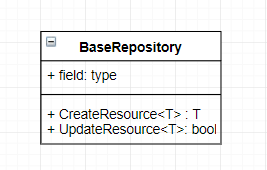 BaseRepository
+ field: type
+ CreateResource<T> : T
+ UpdateResource<T>: bool